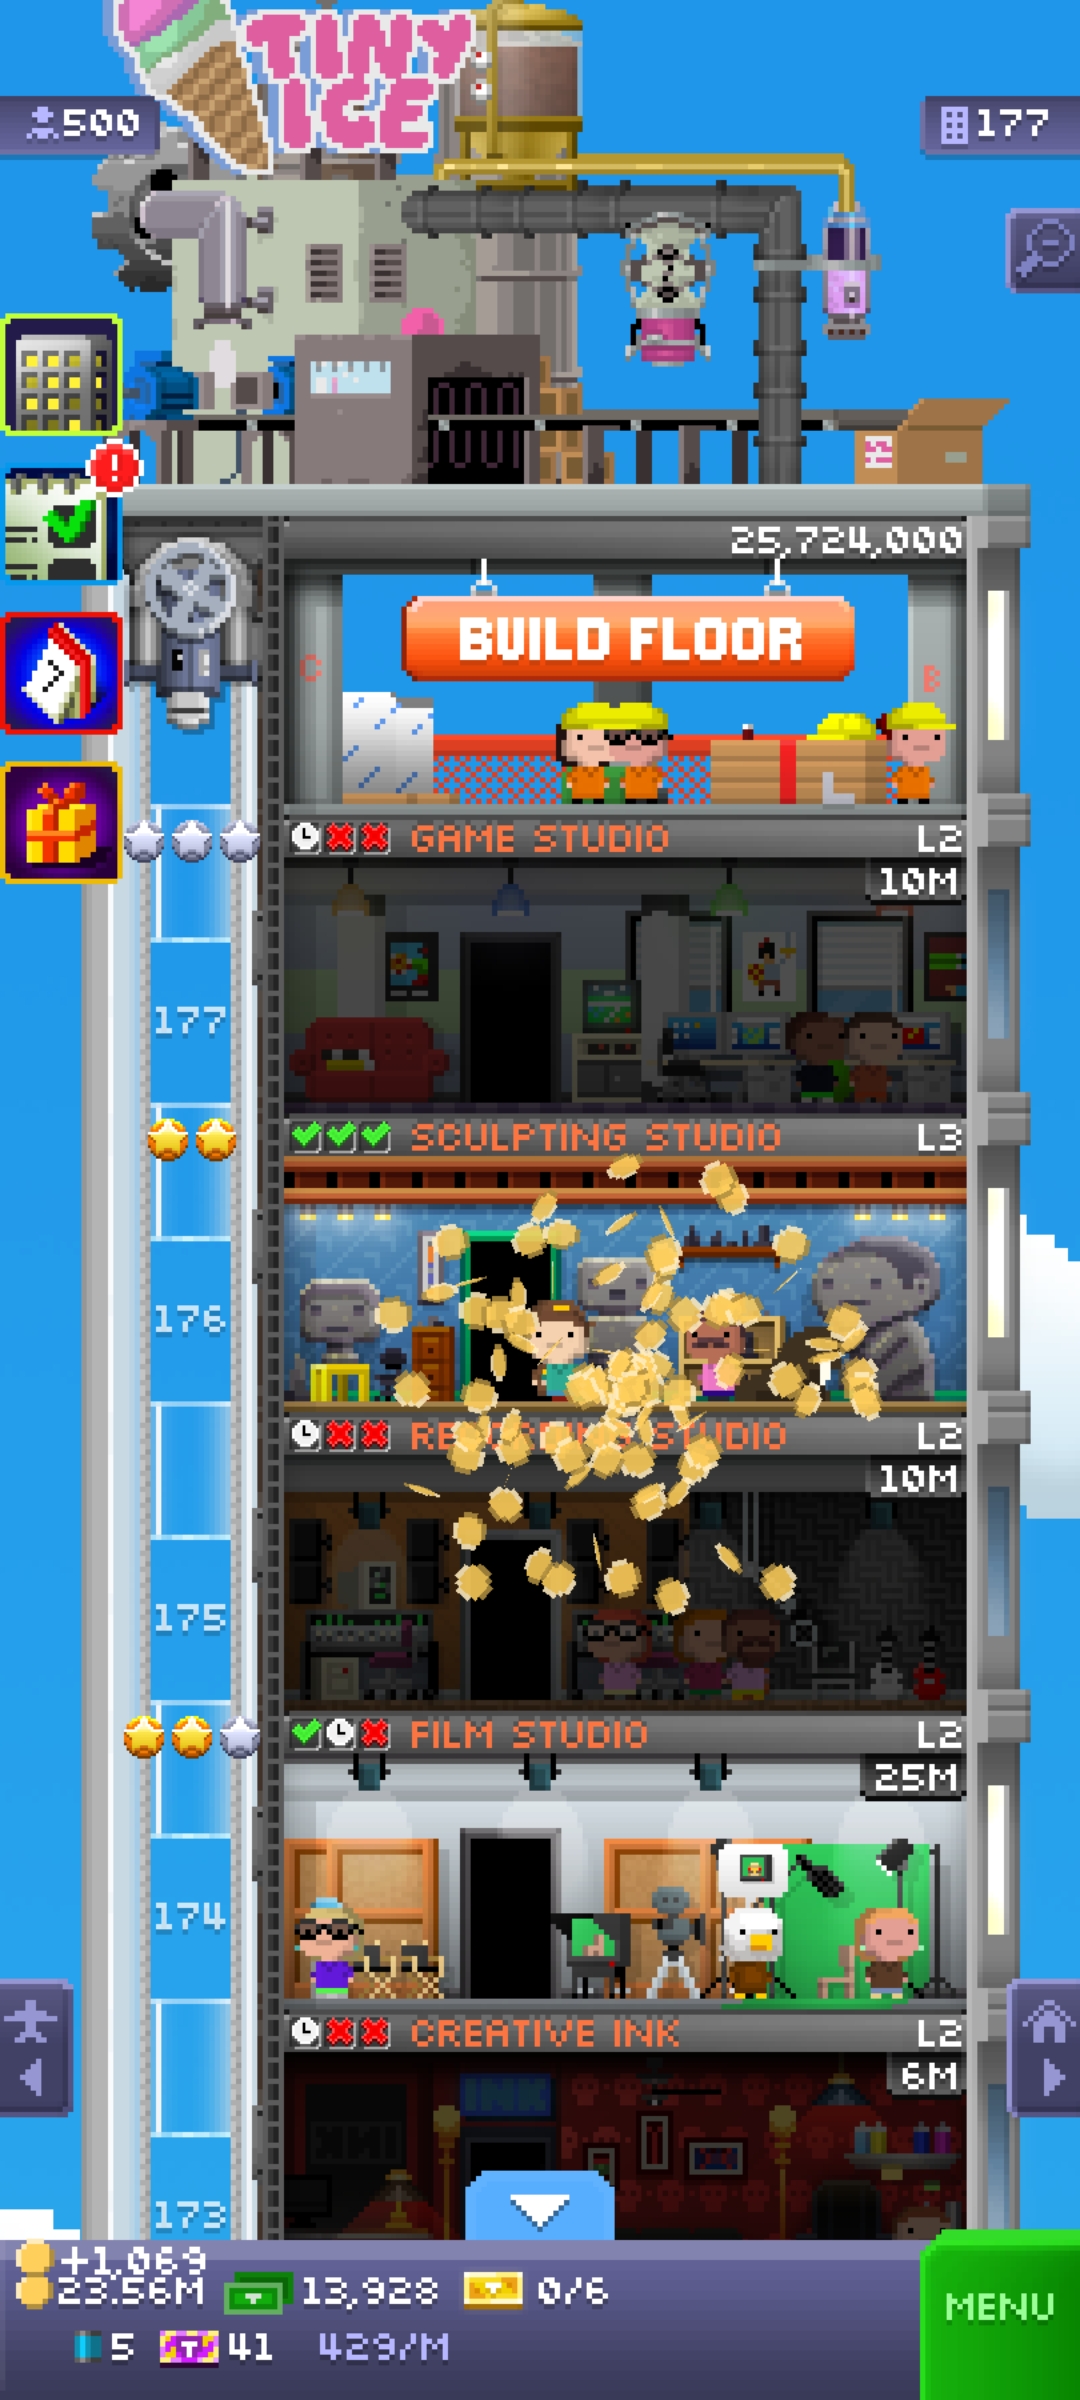 TINY
ICE
500
177
25,724,000
BUILD FLOOR
C
B
GAME STUDIO
L2
10M
177
SCULPTING STUDIO
L3
176
RECORDING STUDIO
L2
10M
175
FILM STUDIO
L2
25M
174
CREATIVE INK
L2
6M
INK
173
+1,069
23.56M
13,928
0/6
MENU
5
T
41
429/M